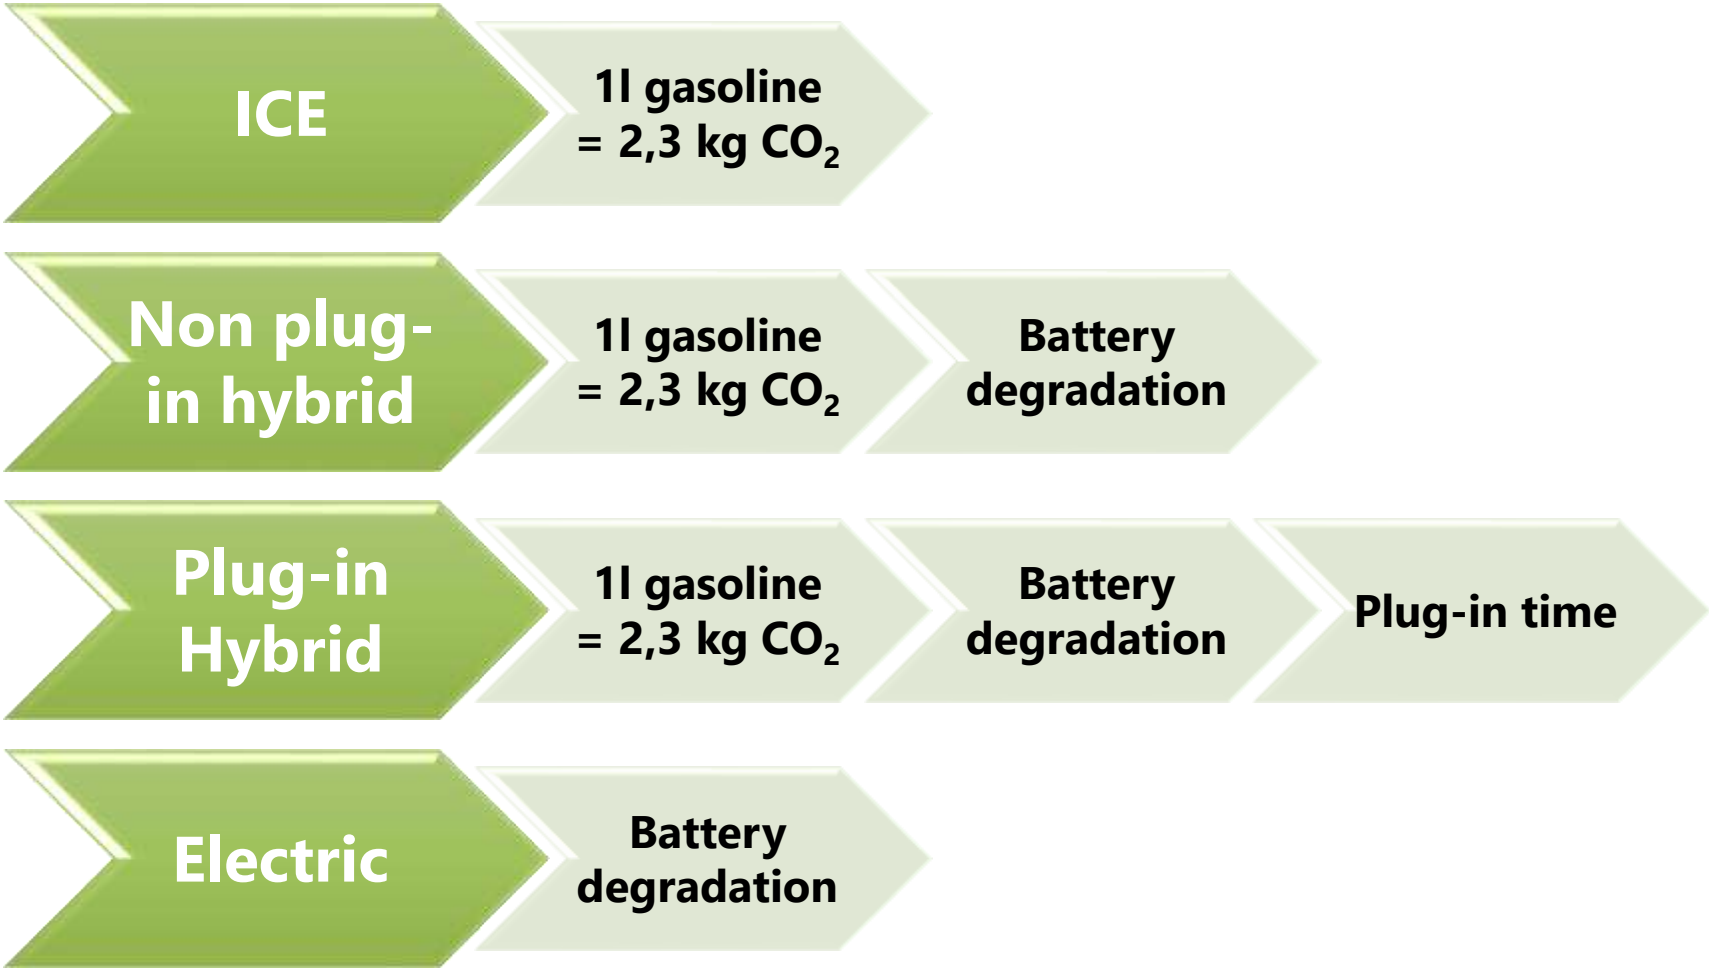 ICE
1l gasoline
= 2,3 kg CO₂
Non plug-
in hybrid
1l gasoline
= 2,3 kg CO₂
Battery
degradation
Plug-in
Hybrid
1l gasoline
= 2,3 kg CO₂
Battery
degradation
Plug-in time
Electric
Battery
degradation